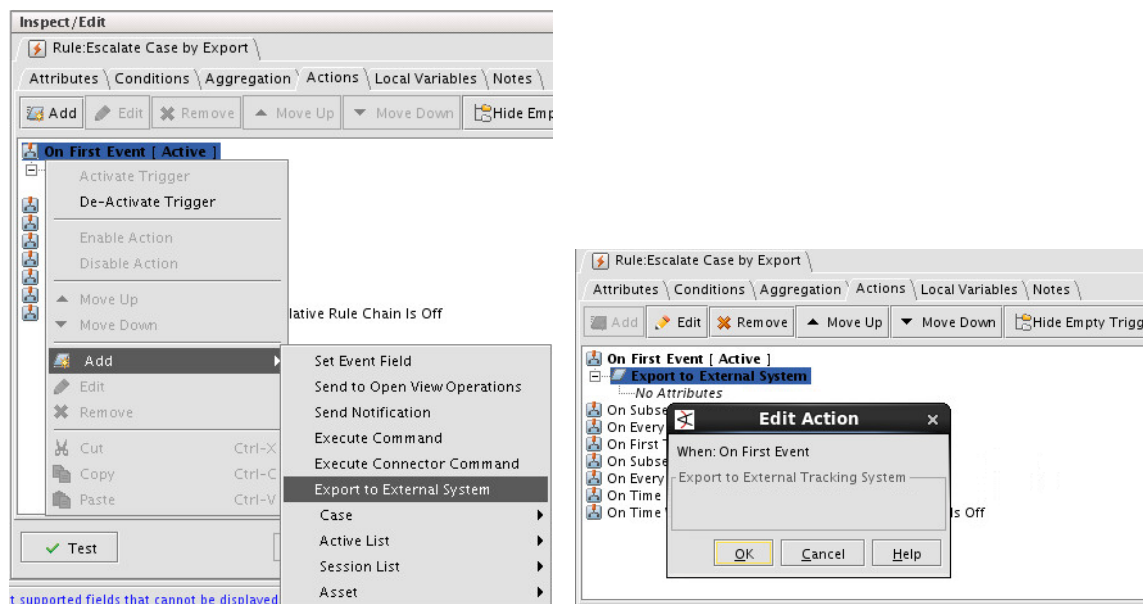 Inspect/Edit
Rule:Escalate Case by Export
Attributes Conditions Aggregation Actions Local Variables Notes
Add Edit Remove Move Up Move Down Hide Emp
On First Event [ Active ]
Activate Trigger
De-Activate Trigger
Enable Action
Disable Action
Move Up
lative Rule Chain Is Off
Move Down
Add
Edit
Remove
Cut Ctrl-X
Copy Ctrl-C
Paste Ctrl-V
Set Event Field
Send to Open View Operations
Send Notification
Execute Command
Execute Connector Command
Export to External System
Case
Active List
Session List
Asset
Test
t supported fields that cannot be displayed
Rule:Escalate Case by Export
Attributes Conditions Aggregation Actions Local Variables Notes
Add Edit Remove Move Up Move Down Hide Empty Trigg
On First Event [ Active ]
Export to External System
No Attributes
On Subse
On Every
On First T
On Subse
On Every
On Time
On Time
Is Off
Edit Action
When: On First Event
Export to External Tracking System
OK Cancel Help